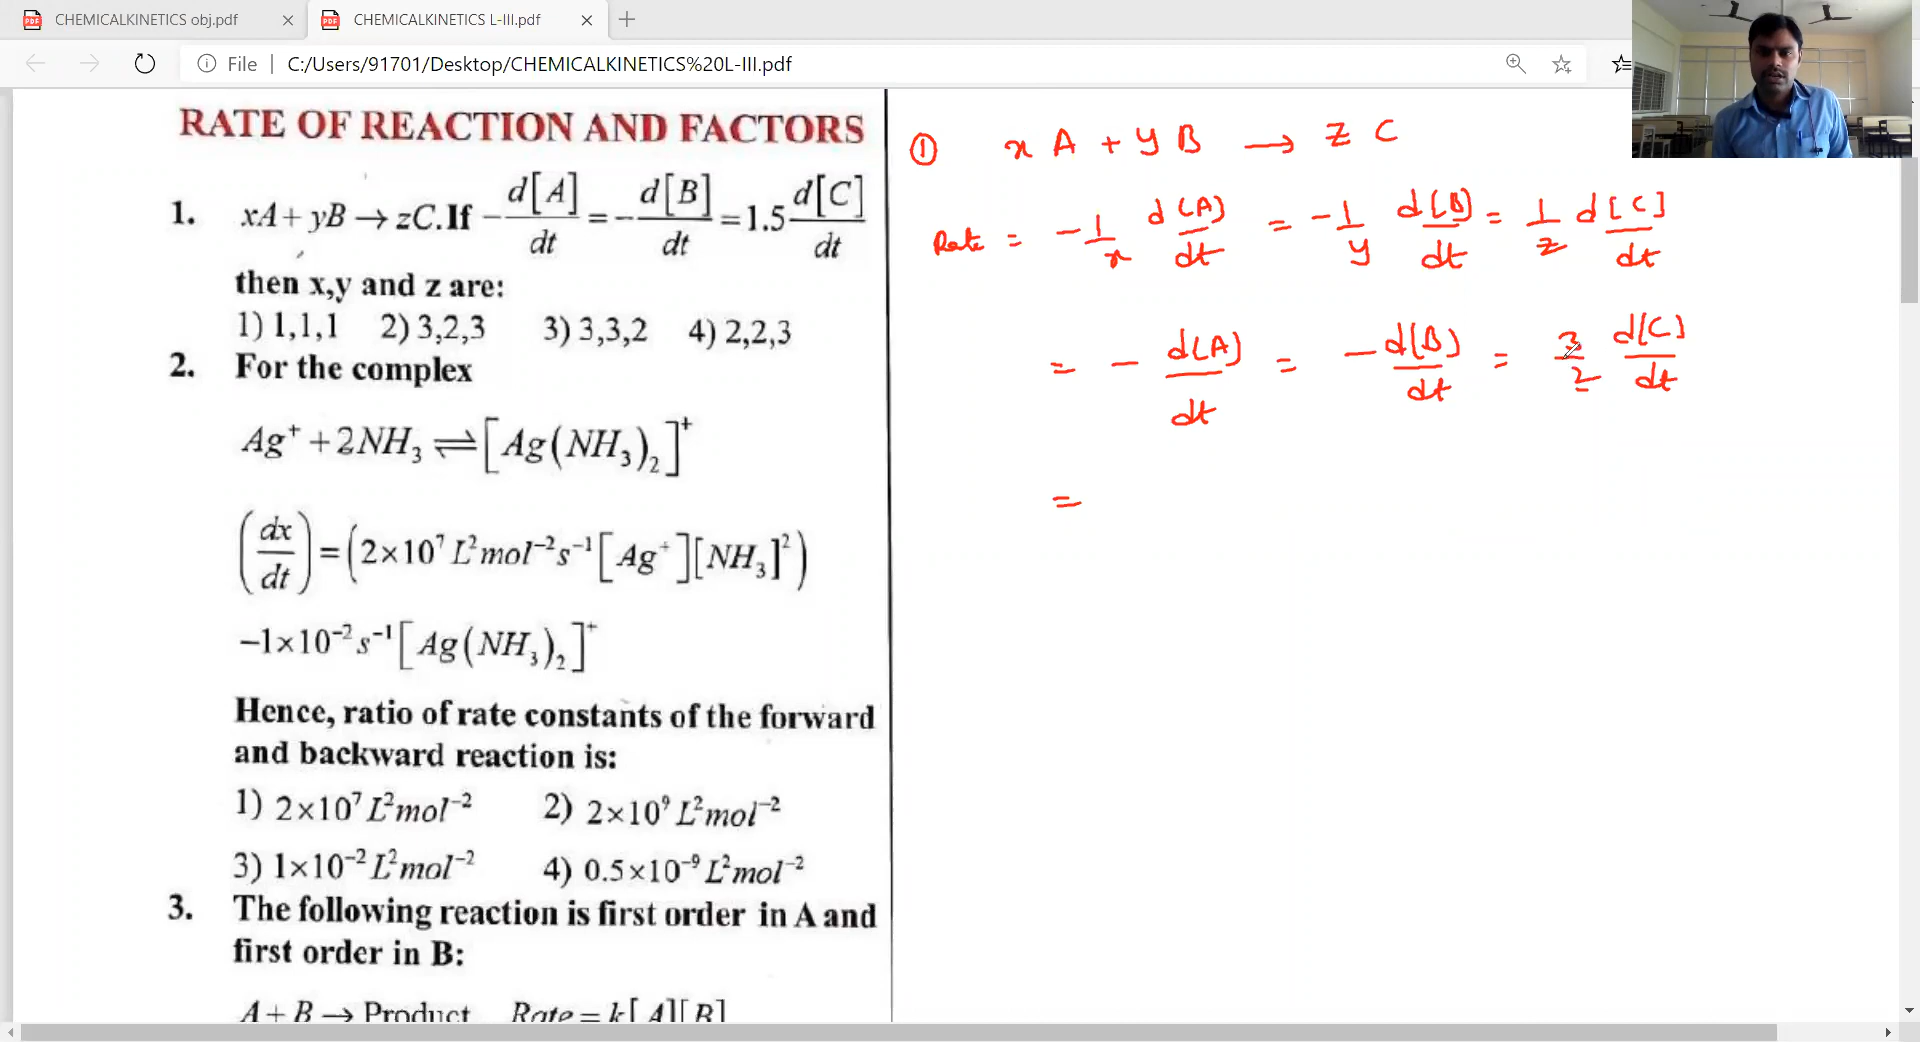 CHEMICALKINETICS obj.pdf
CHEMICALKINETICS L-III.pdf
File | C:/Users/91701/Desktop/CHEMICALKINETICS%20L-III.pdf
RATE OF REACTION AND FACTORS
1. xA+yB→zC.If -d[A]/dt = -d[B]/dt = 1.5 d[C]/dt
then x,y and z are:
1) 1,1,1 2) 3,2,3 3) 3,3,2 4) 2,2,3
2. For the complex
Ag⁺+2NH₃⇌[Ag(NH₃)₂]⁺
(dx/dt)=(2×10⁷ L²mol⁻²s⁻¹[Ag⁺][NH₃]²)
−1×10⁻²s⁻¹[Ag(NH₃)₂]⁺
Hence, ratio of rate constants of the forward
and backward reaction is:
1) 2×10⁷ L²mol⁻² 2) 2×10⁹ L²mol⁻²
3) 1×10⁻² L²mol⁻² 4) 0.5×10⁻⁹ L²mol⁻²
3. The following reaction is first order in A and
first order in B:
A+B→Product Rate=k[A][B]
① x A + y B → z C
Rate = -1/x d[A]/dt = -1/y d[B]/dt = 1/z d[C]/dt
= - d[A]/dt = - d[B]/dt = 3/2 d[C]/dt
=